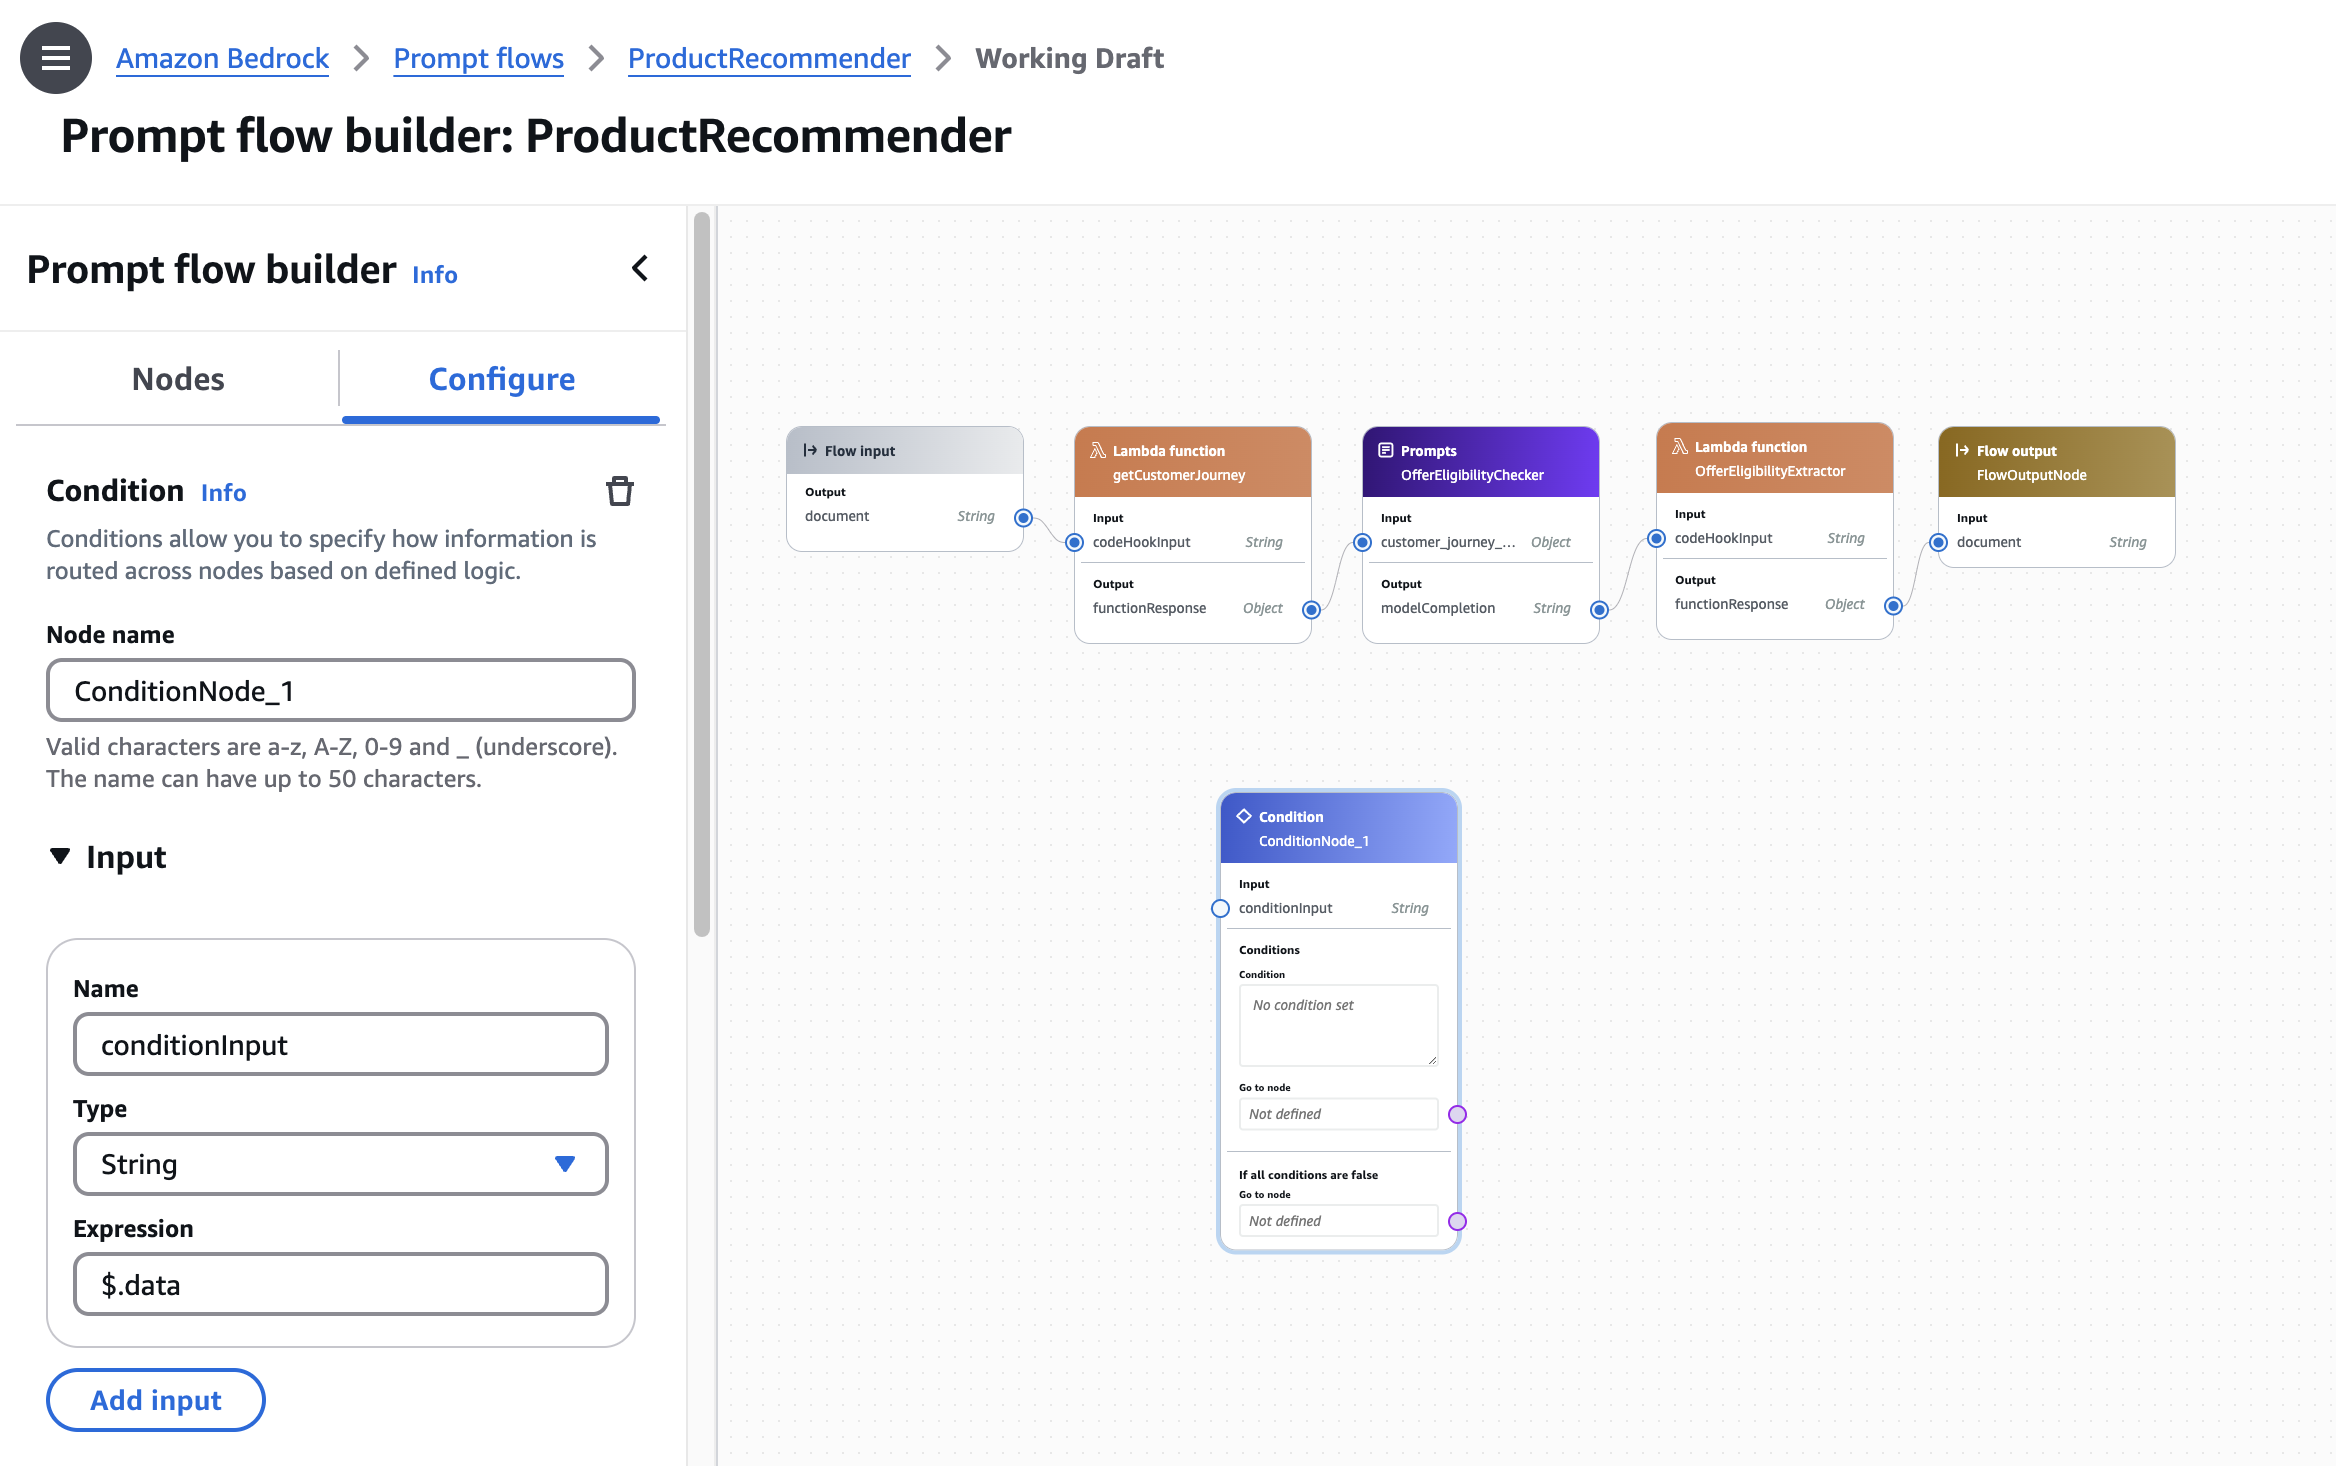 Amazon Bedrock > Prompt flows > ProductRecommender > Working Draft
Prompt flow builder: ProductRecommender
Prompt flow builder Info
Nodes
Configure
Condition Info
Conditions allow you to specify how information is
routed across nodes based on defined logic.
Node name
ConditionNode_1
Valid characters are a-z, A-Z, 0-9 and _ (underscore).
The name can have up to 50 characters.
Input
Name
conditionInput
Type
String
Expression
$.data
Add input
Flow input
Output
document String
Lambda function
getCustomerJourney
Input
codeHookInput String
Output
functionResponse Object
Prompts
OfferEligibilityChecker
Input
customer_journey_... Object
Output
modelCompletion String
Lambda function
OfferEligibilityExtractor
Input
codeHookInput String
Output
functionResponse Object
Flow output
FlowOutputNode
Input
document String
Condition
ConditionNode_1
Input
conditionInput String
Conditions
Condition
No condition set
Go to node
Not defined
If all conditions are false
Go to node
Not defined